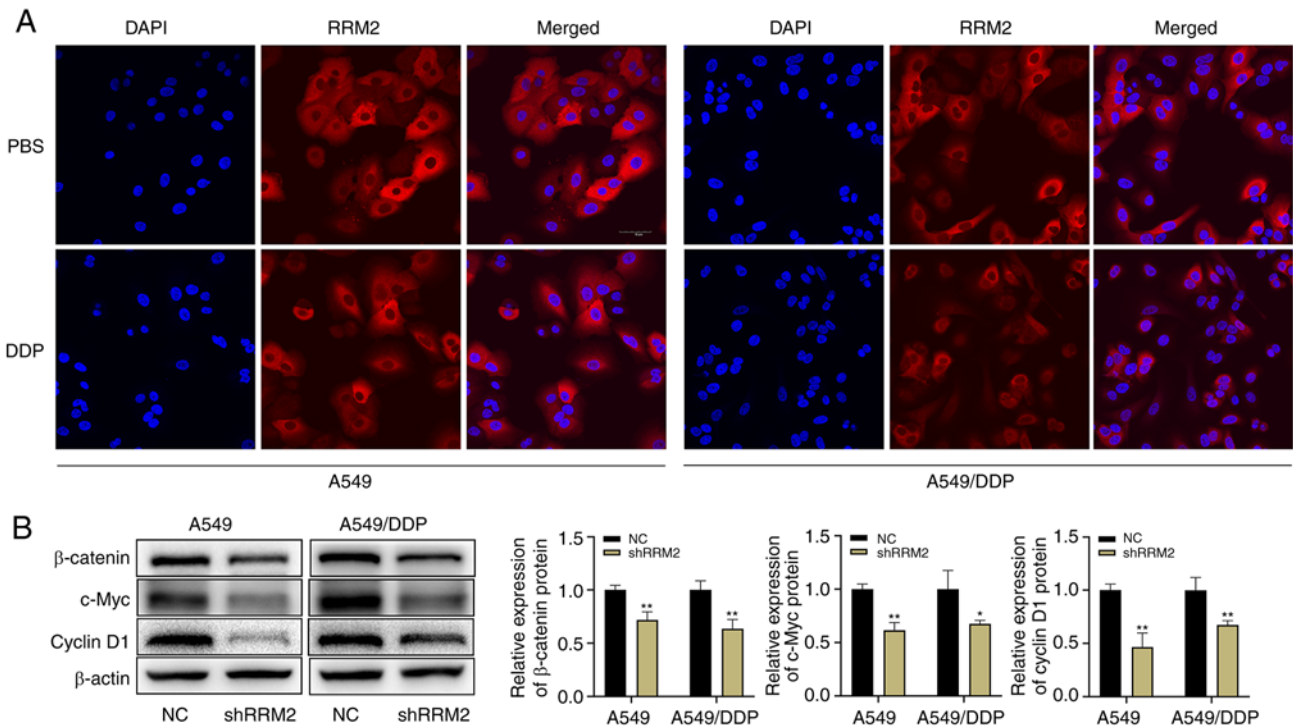 A
DAPI RRM2 Merged DAPI RRM2 Merged
PBS
DDP
A549 A549/DDP
B
A549 A549/DDP
β-catenin
c-Myc
Cyclin D1
β-actin
NC shRRM2 NC shRRM2
Relative expression
of β-catenin protein
1.5
1.0
0.5
0.0
NC
shRRM2
**
**
A549 A549/DDP
Relative expression
of c-Myc protein
1.5
1.0
0.5
0.0
NC
shRRM2
**
*
A549 A549/DDP
Relative expression
of cyclin D1 protein
1.5
1.0
0.5
0.0
NC
shRRM2
**
**
A549 A549/DDP